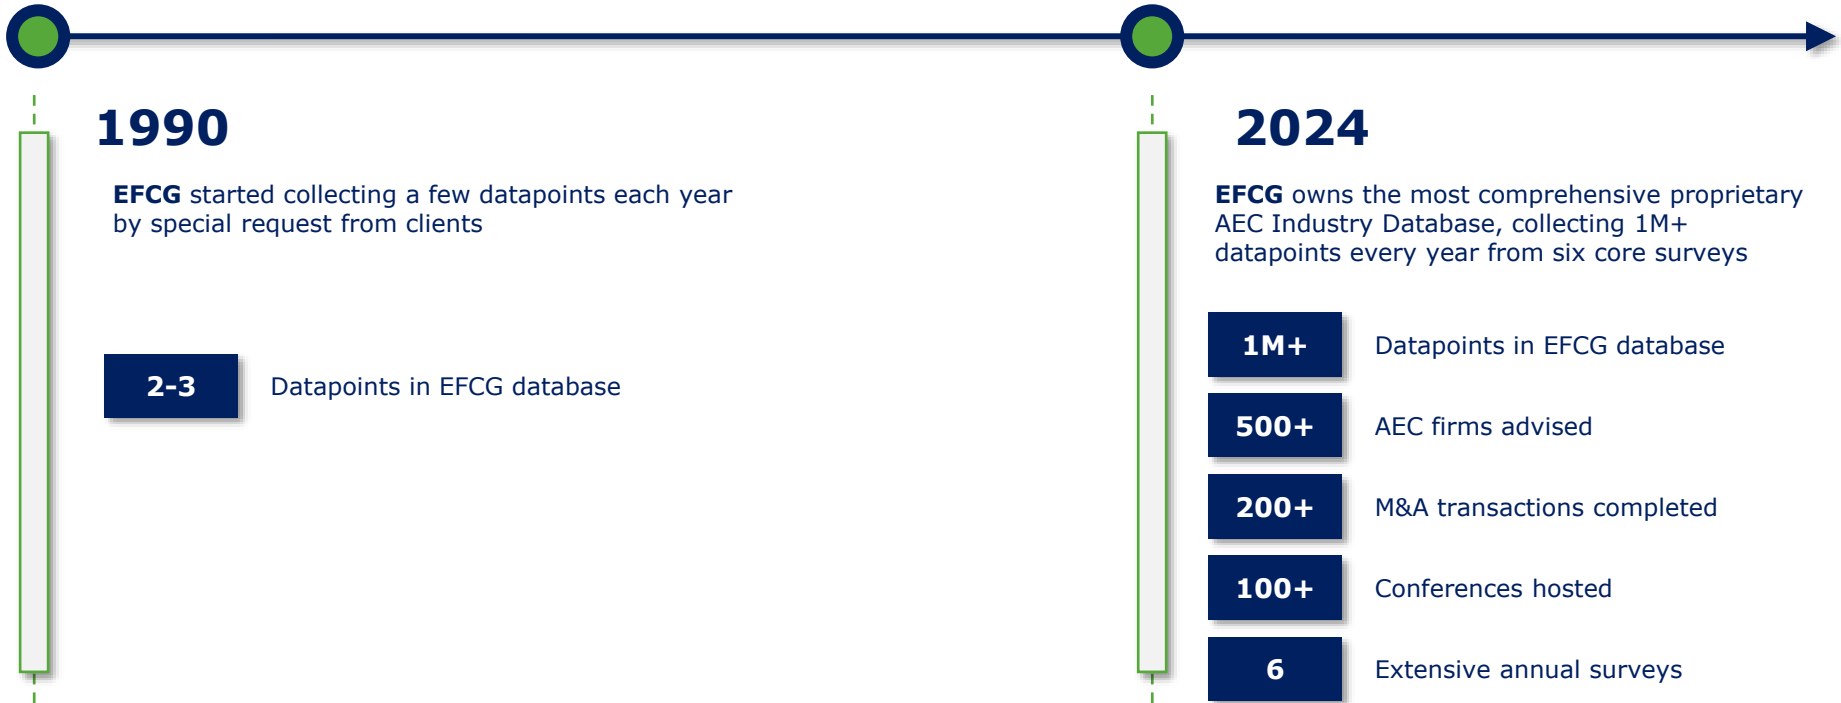 1990
EFCG started collecting a few datapoints each year
by special request from clients
2-3
Datapoints in EFCG database
2024
EFCG owns the most comprehensive proprietary
AEC Industry Database, collecting 1M+
datapoints every year from six core surveys
1M+
Datapoints in EFCG database
500+
AEC firms advised
200+
M&A transactions completed
100+
Conferences hosted
6
Extensive annual surveys